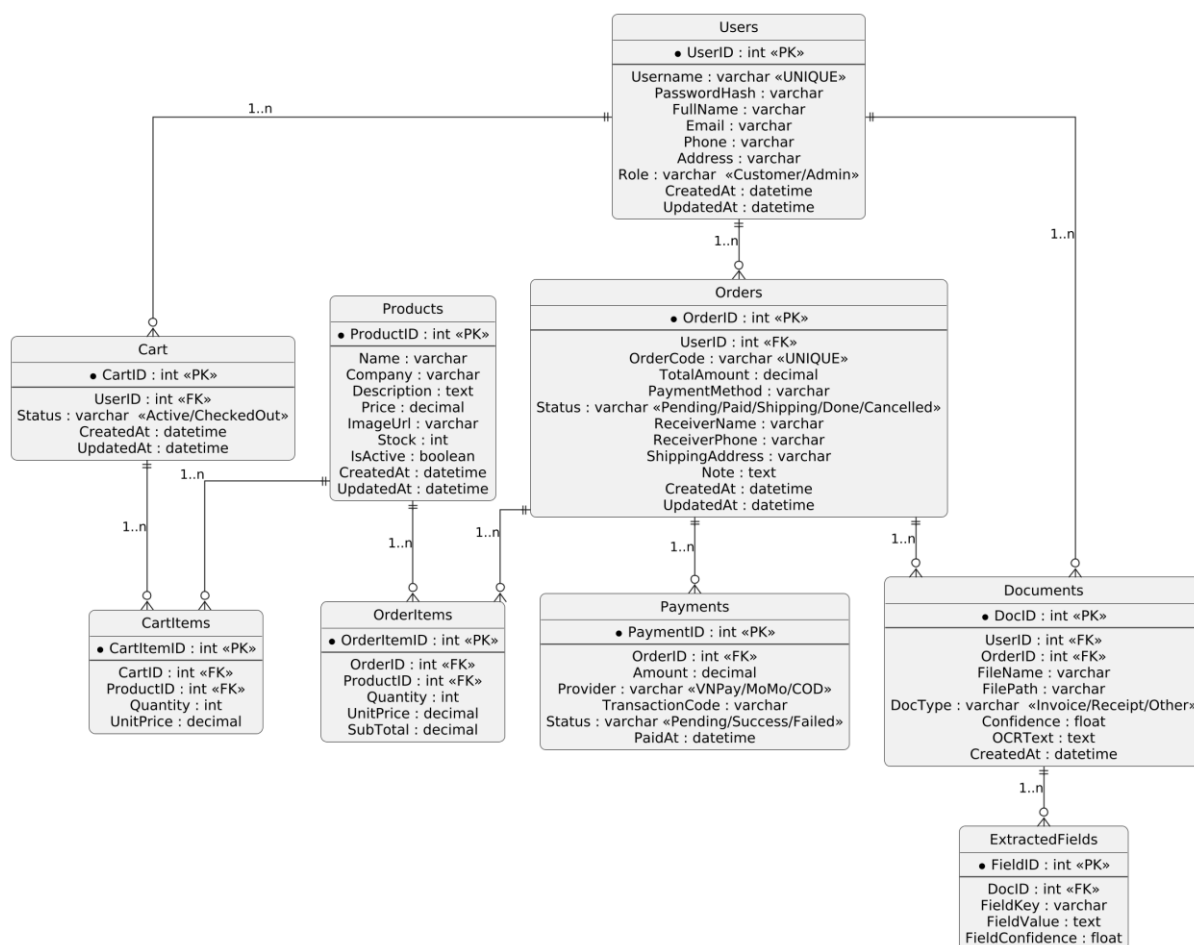 Users
UserID : int «PK»
Username : varchar «UNIQUE»
PasswordHash : varchar
FullName : varchar
Email : varchar
Phone : varchar
Address : varchar
Role : varchar  «Customer/Admin»
CreatedAt : datetime
UpdatedAt : datetime
1..n
1..n
1..n
Orders
OrderID : int «PK»
UserID : int «FK»
OrderCode : varchar «UNIQUE»
TotalAmount : decimal
PaymentMethod : varchar
Status : varchar «Pending/Paid/Shipping/Done/Cancelled»
ReceiverName : varchar
ReceiverPhone : varchar
ShippingAddress : varchar
Note : text
CreatedAt : datetime
UpdatedAt : datetime
Products
ProductID : int «PK»
Name : varchar
Company : varchar
Description : text
Price : decimal
ImageUrl : varchar
Stock : int
IsActive : boolean
CreatedAt : datetime
UpdatedAt : datetime
Cart
CartID : int «PK»
UserID : int «FK»
Status : varchar  «Active/CheckedOut»
CreatedAt : datetime
UpdatedAt : datetime
1..n
1..n
1..n
1..n
1..n
1..n
CartItems
CartItemID : int «PK»
CartID : int «FK»
ProductID : int «FK»
Quantity : int
UnitPrice : decimal
OrderItems
OrderItemID : int «PK»
OrderID : int «FK»
ProductID : int «FK»
Quantity : int
UnitPrice : decimal
SubTotal : decimal
Payments
PaymentID : int «PK»
OrderID : int «FK»
Amount : decimal
Provider : varchar «VNPay/MoMo/COD»
TransactionCode : varchar
Status : varchar «Pending/Success/Failed»
PaidAt : datetime
Documents
DocID : int «PK»
UserID : int «FK»
OrderID : int «FK»
FileName : varchar
FilePath : varchar
DocType : varchar  «Invoice/Receipt/Other»
Confidence : float
OCRText : text
CreatedAt : datetime
1..n
ExtractedFields
FieldID : int «PK»
DocID : int «FK»
FieldKey : varchar
FieldValue : text
FieldConfidence : float